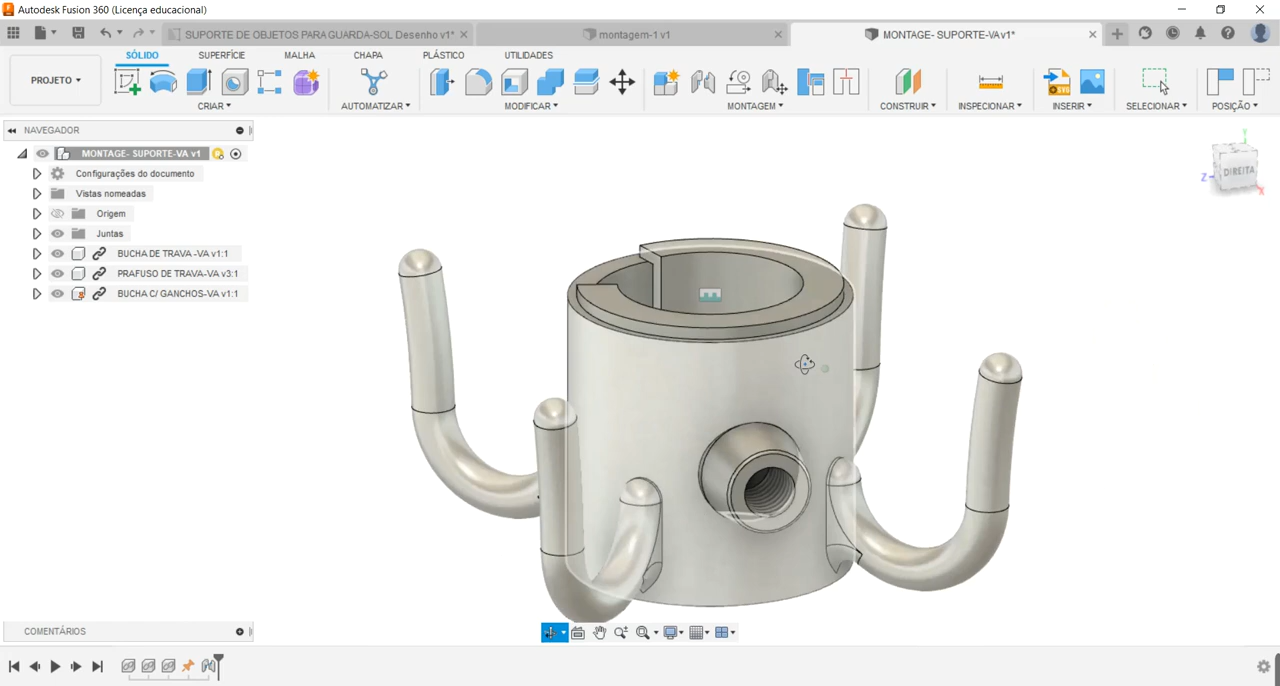 Autodesk Fusion 360 (Licença educacional)
SUPORTE DE OBJETOS PARA GUARDA-SOL Desenho v1*
montagem-1 v1
MONTAGE- SUPORTE-VA v1*
SÓLIDO SUPERFÍCIE MALHA CHAPA PLÁSTICO UTILIDADES
PROJETO
CRIAR AUTOMATIZAR MODIFICAR MONTAGEM CONSTRUIR INSPECIONAR INSERIR SELECIONAR POSIÇÃO
SVG
NAVEGADOR
MONTAGE- SUPORTE-VA v1
Configurações do documento
Vistas nomeadas
Origem
Juntas
BUCHA DE TRAVA -VA v1:1
PRAFUSO DE TRAVA-VA v3:1
BUCHA C/ GANCHOS-VA v1:1
Y
DIREITA
Z
X
COMENTÁRIOS